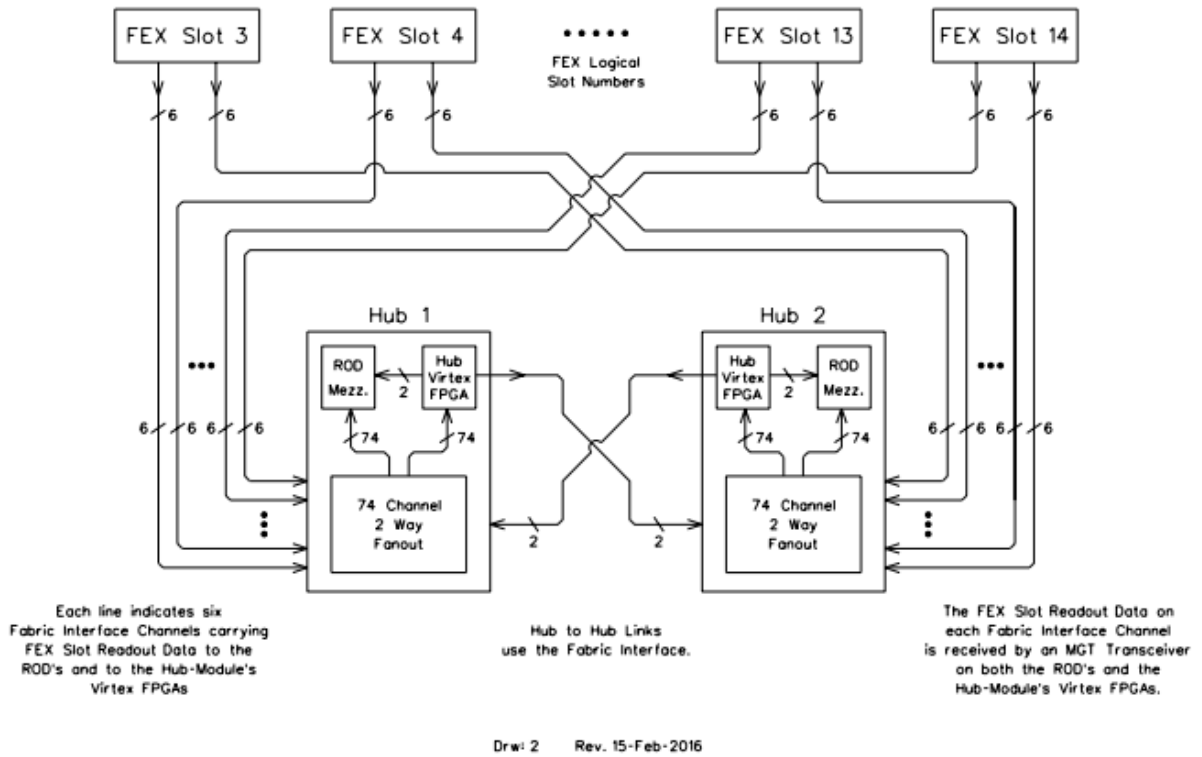 FEX Slot 3
FEX Slot 4
FEX Slot 13
FEX Slot 14
FEX Logical
Slot Numbers
6
6
6
6
6
6
6
6
Hub 1
Hub 2
ROD
Mezz.
2
Hub
Virtex
FPGA
Hub
Virtex
FPGA
2
ROD
Mezz.
6
6
6
6
74
74
74
74
6
6
6
6
74 Channel
2 Way
Fanout
2
2
74 Channel
2 Way
Fanout
Each line indicates six
Fabric Interface Channels carrying
FEX Slot Readout Data to the
ROD's and to the Hub-Module's
Virtex FPGAs
Hub to Hub Links
use the Fabric Interface.
The FEX Slot Readout Data on
each Fabric Interface Channel
is received by an MGT Transceiver
on both the ROD's and the
Hub-Module's Virtex FPGAs.
Drw: 2 Rev. 15-Feb-2016